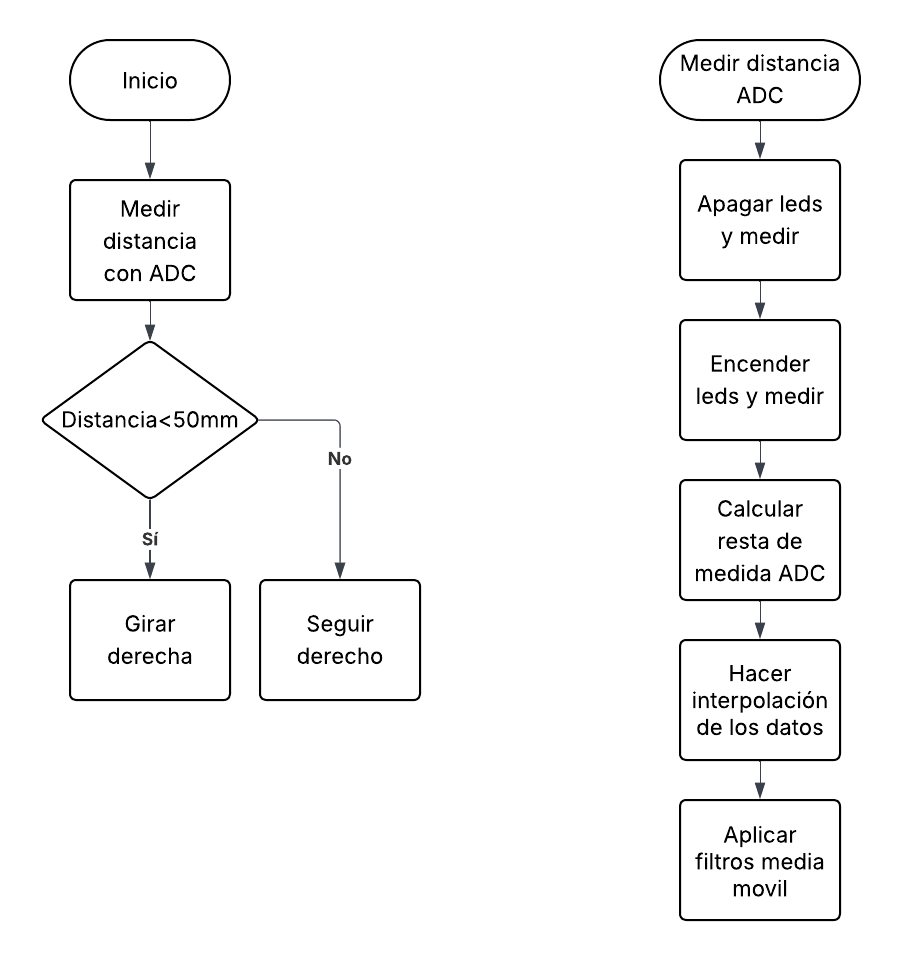 Inicio
Medir
distancia
con ADC
Distancia<50mm
No
Sí
Girar
derecha
Seguir
derecho
Medir distancia
ADC
Apagar leds
y medir
Encender
leds y medir
Calcular
resta de
medida ADC
Hacer
interpolación
de los datos
Aplicar
filtros media
movil